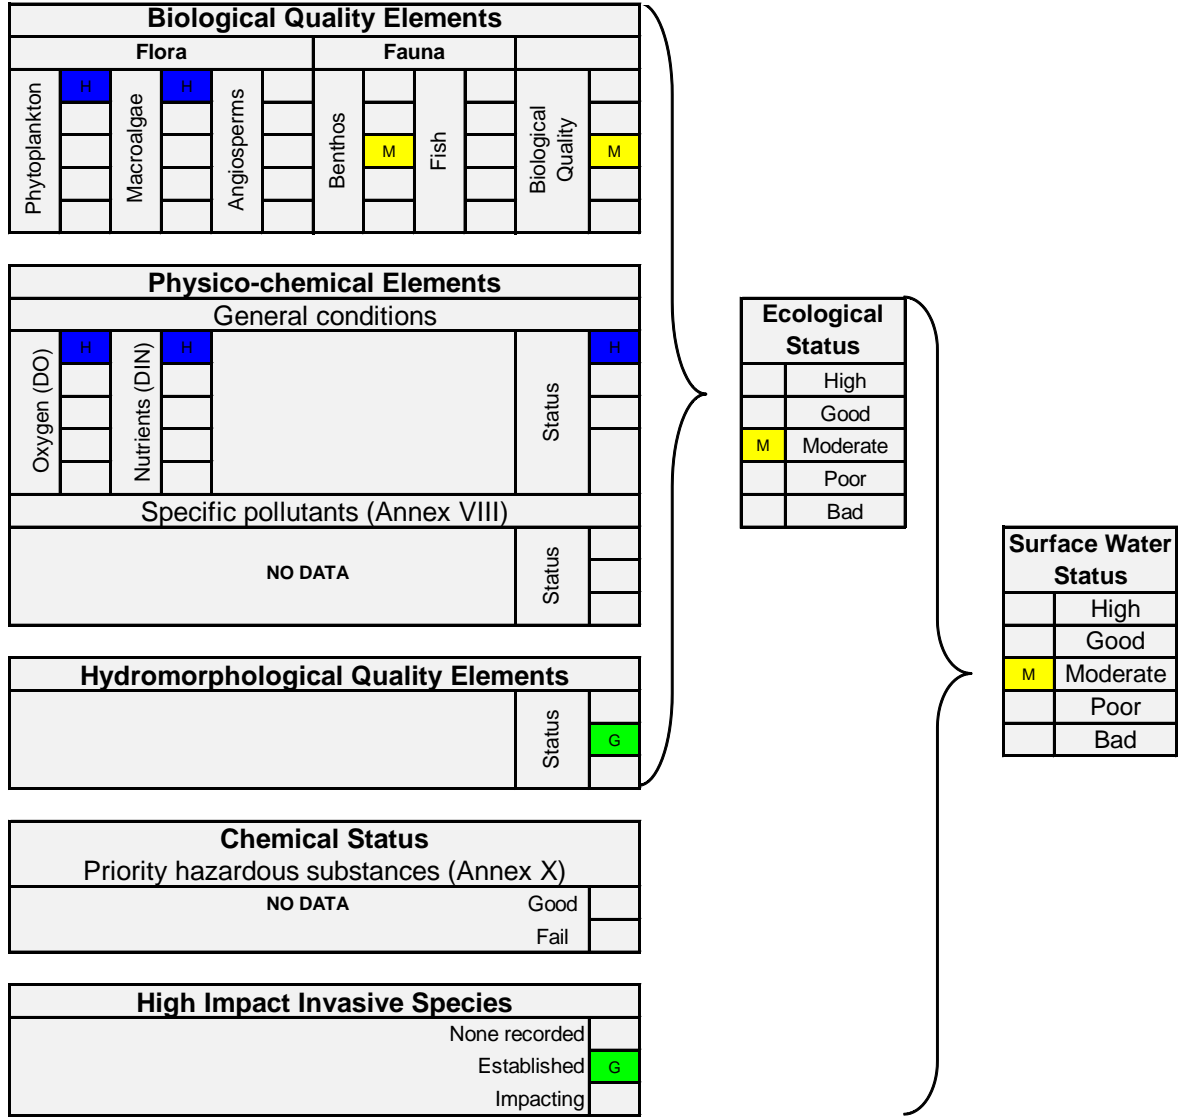 Biological Quality Elements
Flora
Fauna
Phytoplankton
H
Macroalgae
H
Angiosperms
Benthos
M
Fish
Biological
Quality
M
Physico-chemical Elements
General conditions
Oxygen (DO)
H
Nutrients (DIN)
H
Status
H
Specific pollutants (Annex VIII)
NO DATA
Status
Hydromorphological Quality Elements
Status
G
Chemical Status
Priority hazardous substances (Annex X)
NO DATA
Good
Fail
High Impact Invasive Species
None recorded
Established G
Impacting
Ecological
Status
High
Good
M Moderate
Poor
Bad
Surface Water
Status
High
Good
M Moderate
Poor
Bad